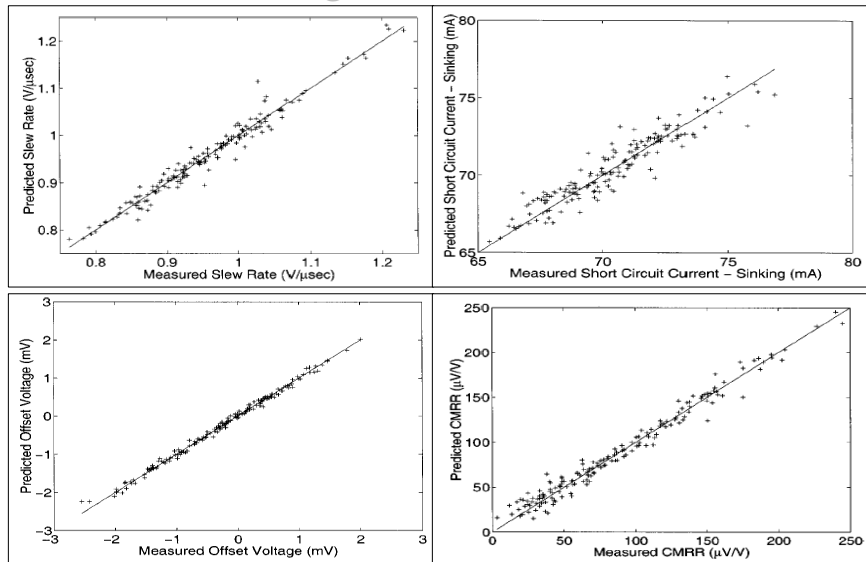 Predicted Slew Rate (V/μsec)
1.2
1.1
1
0.9
0.8
0.8 0.9 1 1.1 1.2
Measured Slew Rate (V/μsec)
Predicted Short Circuit Current – Sinking (mA)
80
75
70
65
65 70 75 80
Measured Short Circuit Current – Sinking (mA)
Predicted Offset Voltage (mV)
3
2
1
0
−1
−2
−3
−3 −2 −1 0 1 2 3
Measured Offset Voltage (mV)
Predicted CMRR (μV/V)
250
200
150
100
50
0
0 50 100 150 200 250
Measured CMRR (μV/V)